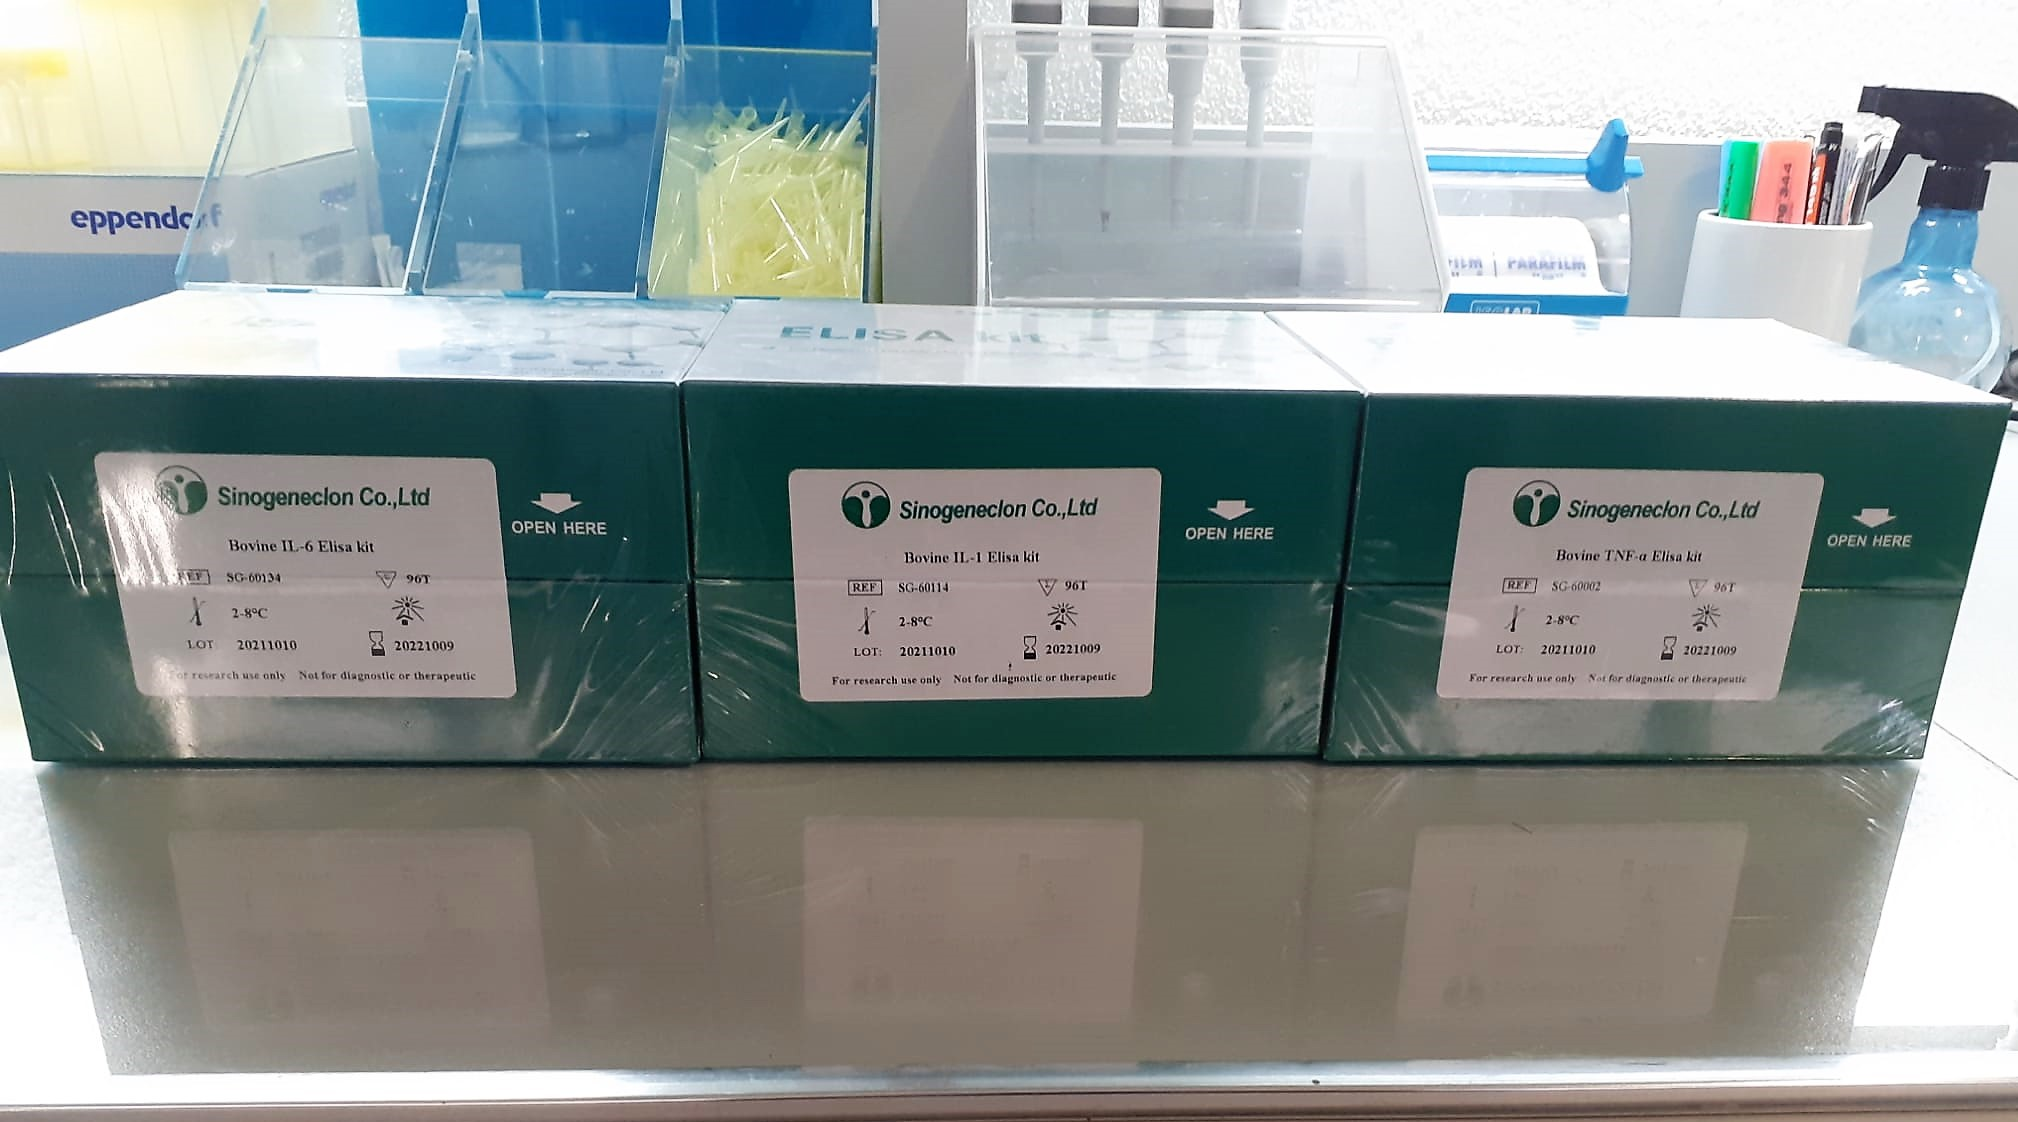 eppendorf
PARAFILM
ELISA kit
Sinogeneclon Co.,Ltd
Bovine IL-6 Elisa kit
REF SG-60134 96T
2-8°C
LOT: 20211010 20221009
For research use only Not for diagnostic or therapeutic
OPEN HERE
Sinogeneclon Co.,Ltd
Bovine IL-1 Elisa kit
REF SG-60114 Σ 96T
2-8°C
LOT: 20211010 20221009
For research use only Not for diagnostic or therapeutic
OPEN HERE
Sinogeneclon Co.,Ltd
Bovine TNF-α Elisa kit
REF SG-60002 Σ 96T
2-8°C
LOT: 20211010 20221009
For research use only Not for diagnostic or therapeutic
OPEN HERE